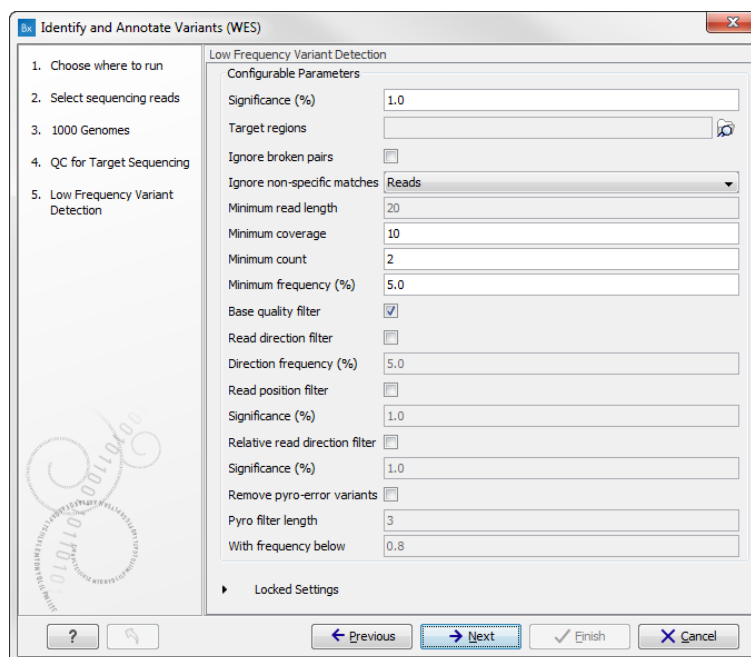 Bx Identify and Annotate Variants (WES)
1. Choose where to run
2. Select sequencing reads
3. 1000 Genomes
4. QC for Target Sequencing
5. Low Frequency Variant
Detection
Low Frequency Variant Detection
Configurable Parameters
Significance (%) 1.0
Target regions
Ignore broken pairs
Ignore non-specific matches Reads
Minimum read length 20
Minimum coverage 10
Minimum count 2
Minimum frequency (%) 5.0
Base quality filter
Read direction filter
Direction frequency (%) 5.0
Read position filter
Significance (%) 1.0
Relative read direction filter
Significance (%) 1.0
Remove pyro-error variants
Pyro filter length 3
With frequency below 0.8
Locked Settings
? Previous Next Finish Cancel